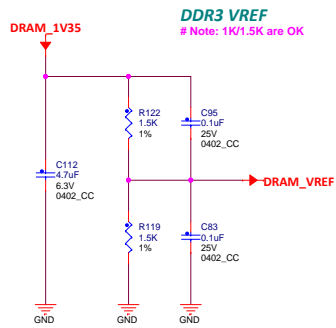 DDR3 VREF
# Note: 1K/1.5K are OK
DRAM_1V35
R122
1.5K
1%
C95
0.1uF
25V
0402_CC
C112
4.7uF
6.3V
0402_CC
DRAM_VREF
R119
1.5K
1%
C83
0.1uF
25V
0402_CC
GND
GND
GND